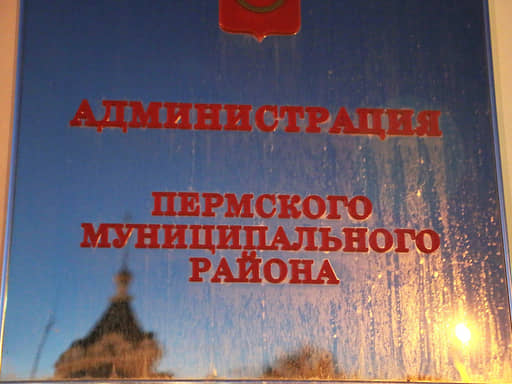 АДМИНИСТРАЦИЯ
ПЕРМСКОГО
МУНИЦИПАЛЬНОГО
РАЙОНА